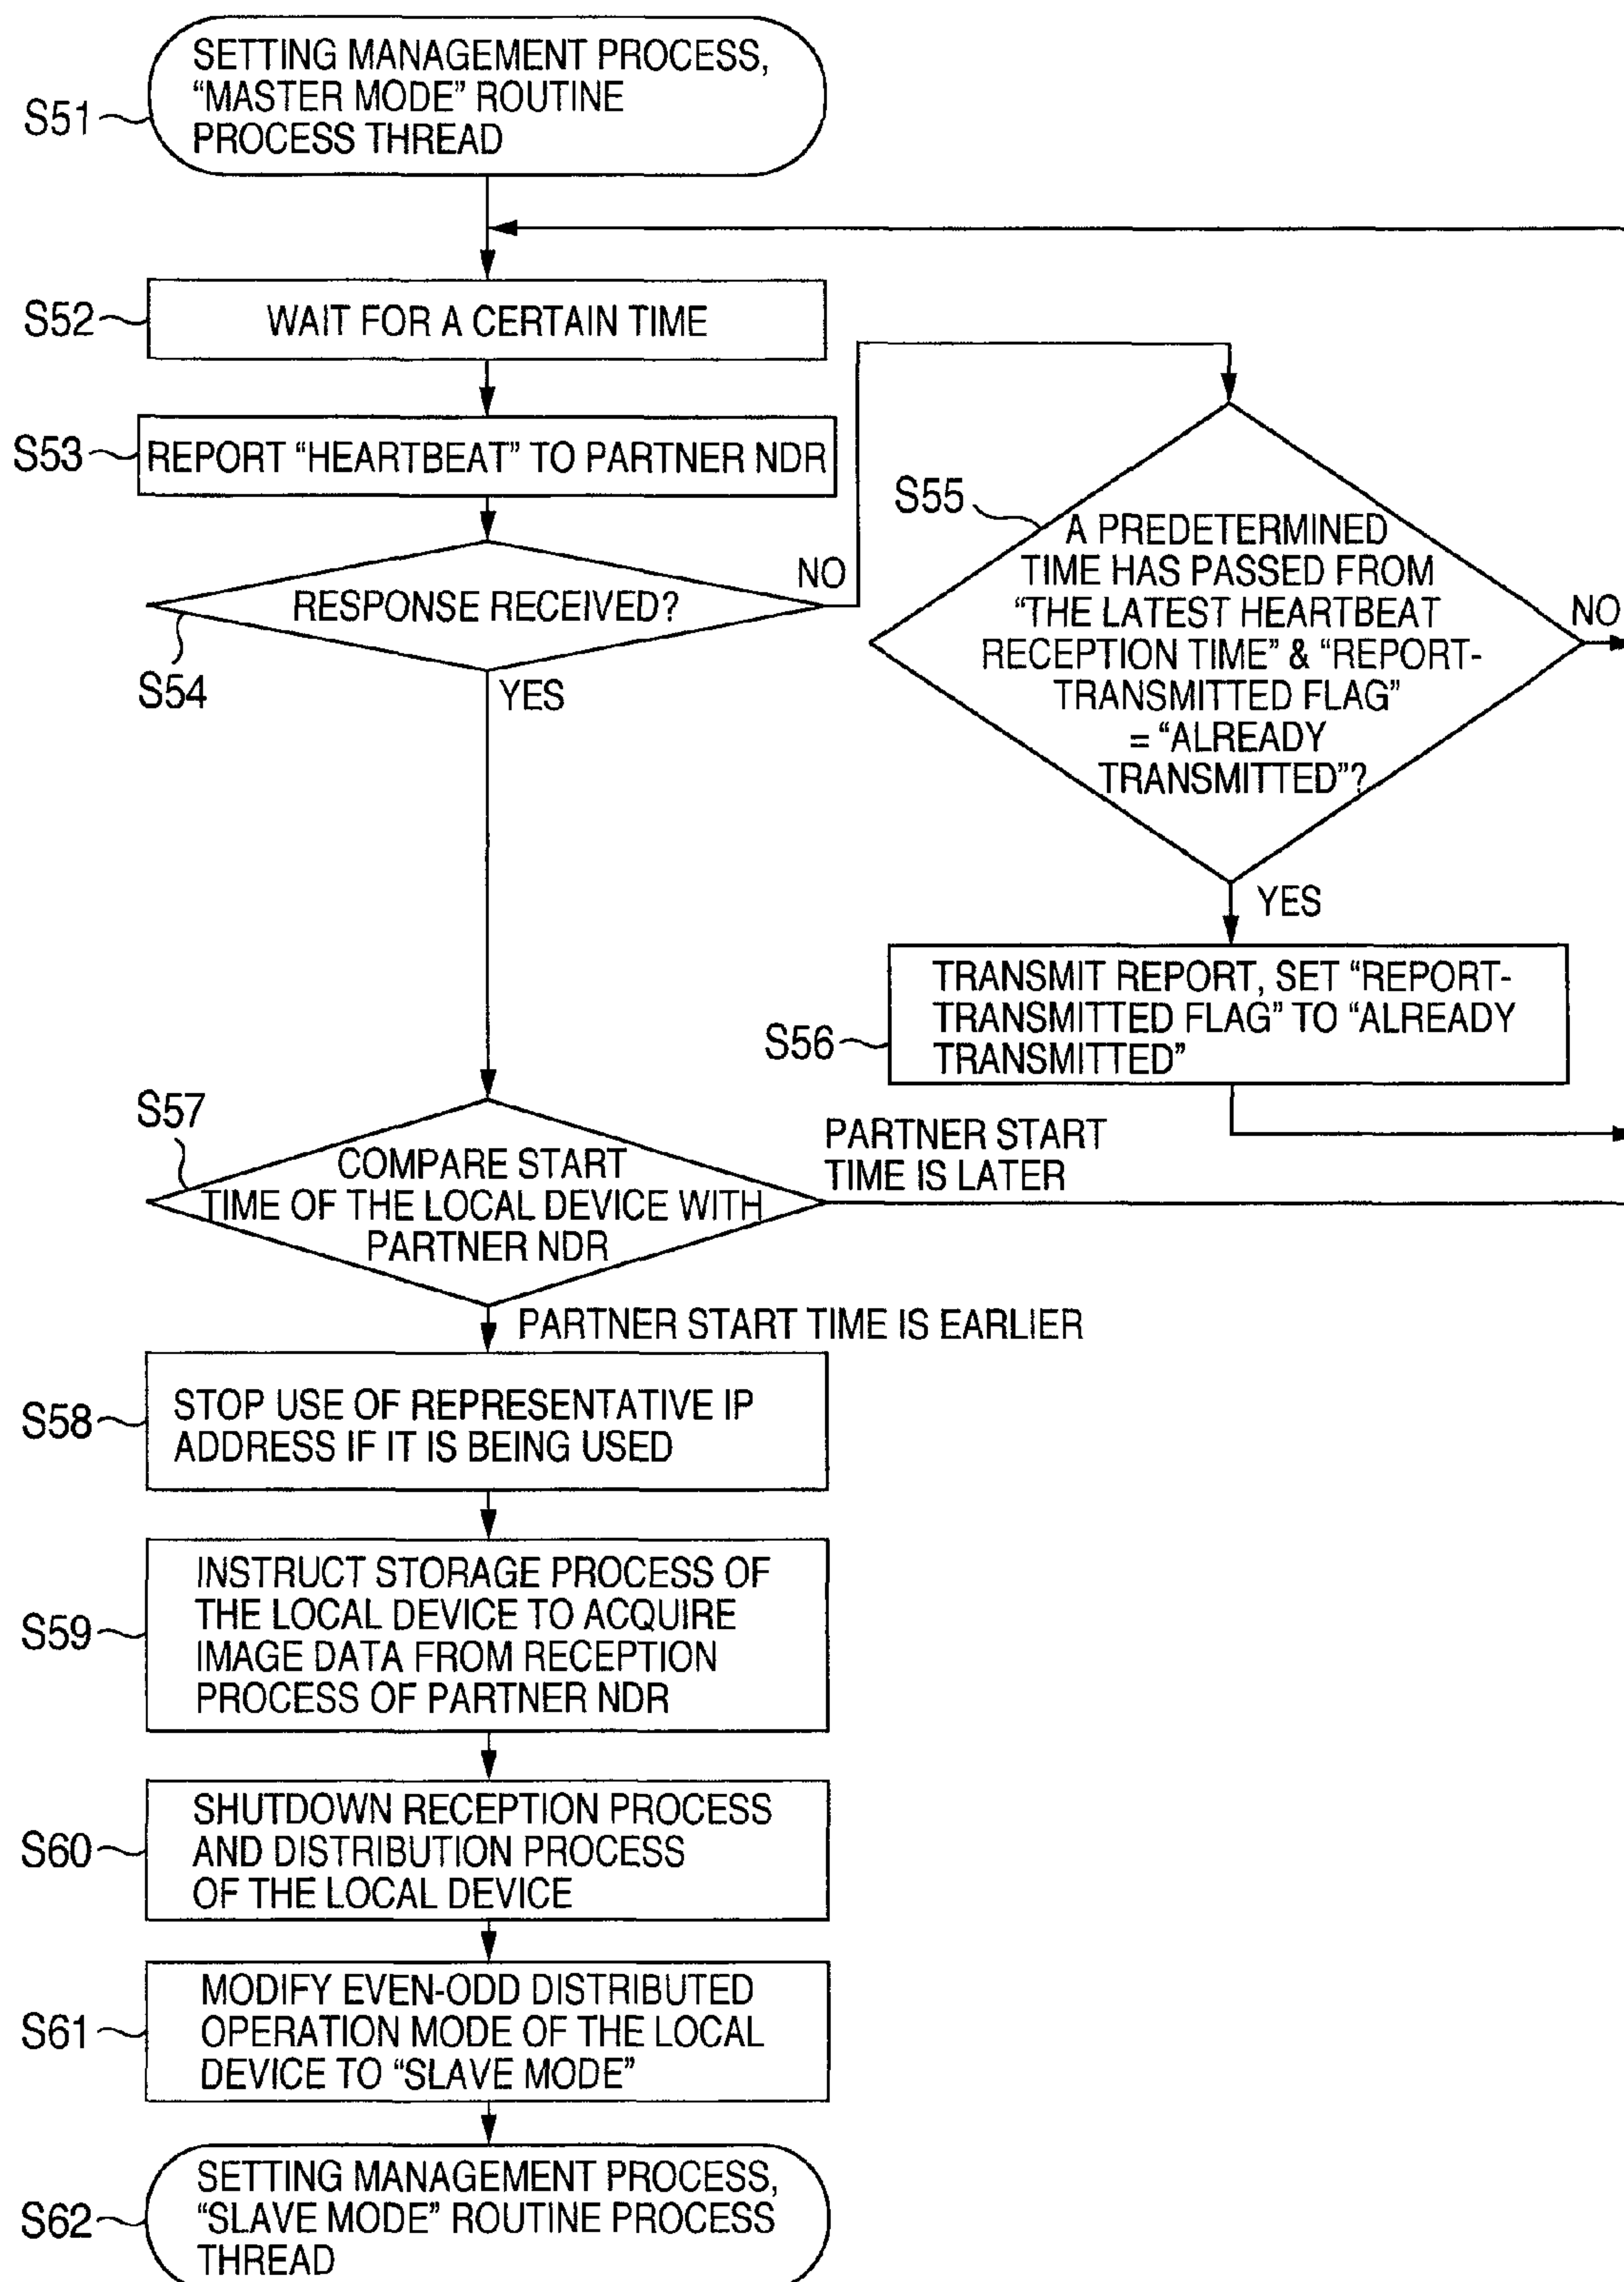 S51
SETTING MANAGEMENT PROCESS,
“MASTER MODE” ROUTINE
PROCESS THREAD
S52
WAIT FOR A CERTAIN TIME
S53
REPORT “HEARTBEAT” TO PARTNER NDR
S54
RESPONSE RECEIVED?
NO
YES
S55
A PREDETERMINED
TIME HAS PASSED FROM
“THE LATEST HEARTBEAT
RECEPTION TIME” & “REPORT-
TRANSMITTED FLAG”
= “ALREADY
TRANSMITTED”?
NO
YES
S56
TRANSMIT REPORT, SET “REPORT-
TRANSMITTED FLAG” TO “ALREADY
TRANSMITTED”
S57
COMPARE START
TIME OF THE LOCAL DEVICE WITH
PARTNER NDR
PARTNER START
TIME IS LATER
PARTNER START TIME IS EARLIER
S58
STOP USE OF REPRESENTATIVE IP
ADDRESS IF IT IS BEING USED
S59
INSTRUCT STORAGE PROCESS OF
THE LOCAL DEVICE TO ACQUIRE
IMAGE DATA FROM RECEPTION
PROCESS OF PARTNER NDR
S60
SHUTDOWN RECEPTION PROCESS
AND DISTRIBUTION PROCESS
OF THE LOCAL DEVICE
S61
MODIFY EVEN-ODD DISTRIBUTED
OPERATION MODE OF THE LOCAL
DEVICE TO “SLAVE MODE”
S62
SETTING MANAGEMENT PROCESS,
“SLAVE MODE” ROUTINE PROCESS
THREAD